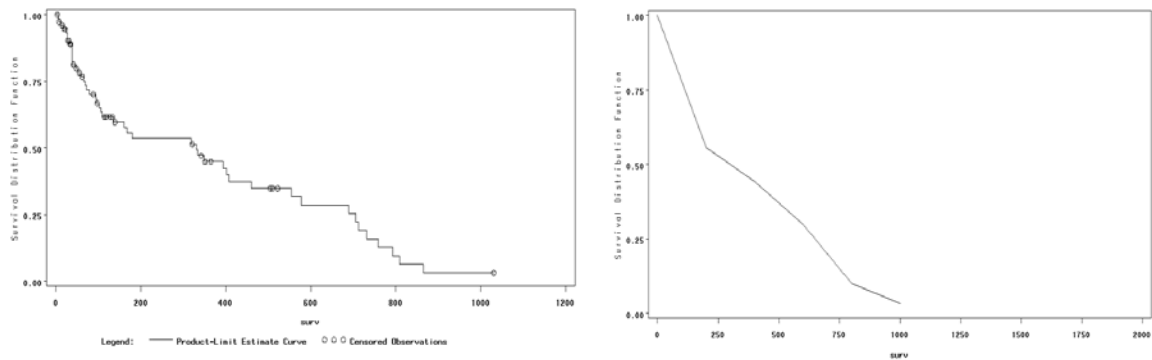 Survival Distribution Function
1.00
0.75
0.50
0.25
0.00
0 200 400 600 800 1000 1200
surv
Legend: Product-Limit Estimate Curve Censored Observations
Survival Distribution Function
1.00
0.75
0.50
0.25
0.00
0 250 500 750 1000 1250 1500 1750 2000
surv